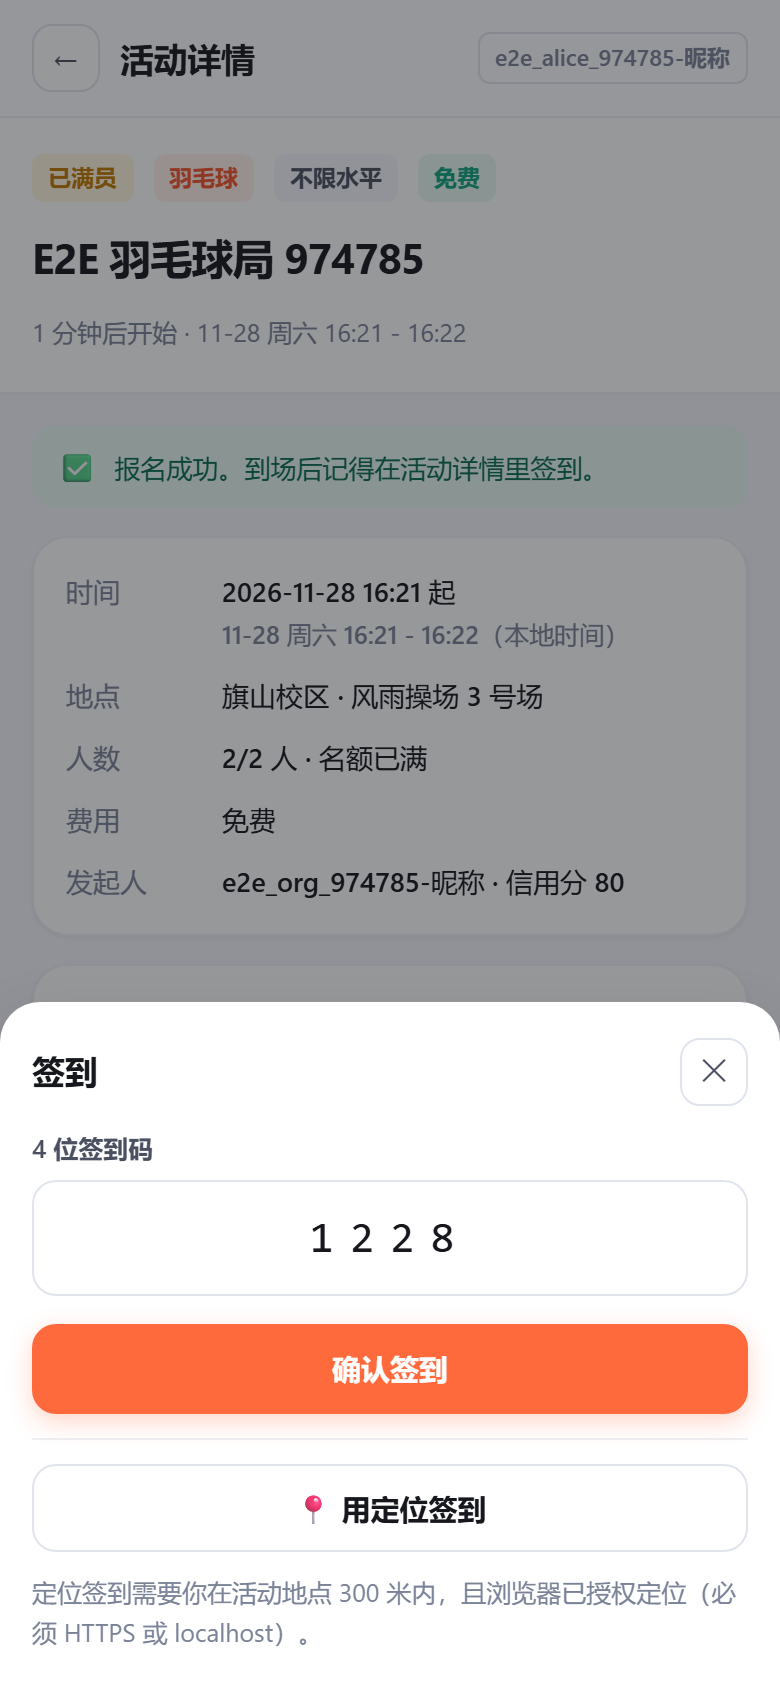 ← 活动详情 e2e_alice_974785-昵称
已满员 羽毛球 不限水平 免费
E2E 羽毛球局 974785
1 分钟后开始 · 11-28 周六 16:21 - 16:22
✅ 报名成功。到场后记得在活动详情里签到。
时间 2026-11-28 16:21 起
11-28 周六 16:21 - 16:22（本地时间）
地点 旗山校区 · 风雨操场 3 号场
人数 2/2 人 · 名额已满
费用 免费
发起人 e2e_org_974785-昵称 · 信用分 80
签到
4 位签到码
1228
确认签到
📍 用定位签到
定位签到需要你在活动地点 300 米内，且浏览器已授权定位（必
须 HTTPS 或 localhost）。